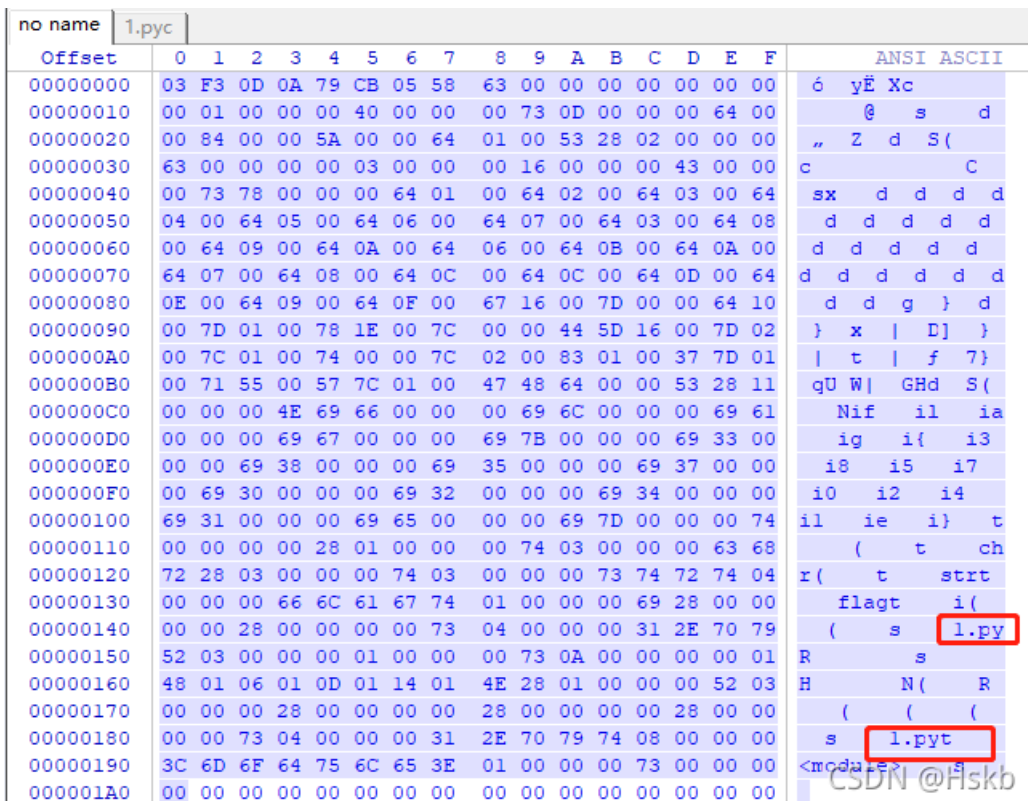 no name 1.pyc
Offset 0 1 2 3 4 5 6 7 8 9 A B C D E F ANSI ASCII
00000000 03 F3 0D 0A 79 CB 05 58 63 00 00 00 00 00 00 00 ó yË Xc
00000010 00 01 00 00 00 40 00 00 00 73 0D 00 00 00 64 00 @ s d
00000020 00 84 00 00 5A 00 00 64 01 00 53 28 02 00 00 00 „ Z d S(
00000030 63 00 00 00 00 03 00 00 00 16 00 00 00 43 00 00 c C
00000040 00 73 78 00 00 00 64 01 00 64 02 00 64 03 00 64 sx d d d d
00000050 04 00 64 05 00 64 06 00 64 07 00 64 03 00 64 08 d d d d d
00000060 00 64 09 00 64 0A 00 64 06 00 64 0B 00 64 0A 00 d d d d d
00000070 64 07 00 64 08 00 64 0C 00 64 0C 00 64 0D 00 64 d d d d d d
00000080 0E 00 64 09 00 64 0F 00 67 16 00 7D 00 00 64 10 d d g } d
00000090 00 7D 01 00 78 1E 00 7C 00 00 44 5D 16 00 7D 02 } x | D] }
000000A0 00 7C 01 00 74 00 00 7C 02 00 83 01 00 37 7D 01 | t | ƒ 7}
000000B0 00 71 55 00 57 7C 01 00 47 48 64 00 00 53 28 11 qU W| GHd S(
000000C0 00 00 00 4E 69 66 00 00 00 69 6C 00 00 00 69 61 Nif il ia
000000D0 00 00 00 69 67 00 00 00 69 7B 00 00 00 69 33 00 ig i{ i3
000000E0 00 00 69 38 00 00 00 69 35 00 00 00 69 37 00 00 i8 i5 i7
000000F0 00 69 30 00 00 00 69 32 00 00 00 69 34 00 00 00 i0 i2 i4
00000100 69 31 00 00 00 69 65 00 00 00 69 7D 00 00 00 74 i1 ie i} t
00000110 00 00 00 00 28 01 00 00 00 74 03 00 00 00 63 68 ( t ch
00000120 72 28 03 00 00 00 74 03 00 00 00 73 74 72 74 04 r( t strt
00000130 00 00 00 66 6C 61 67 74 01 00 00 00 69 28 00 00 flagt i(
00000140 00 00 28 00 00 00 00 73 04 00 00 00 31 2E 70 79 ( s 1.py
00000150 52 03 00 00 00 01 00 00 00 73 0A 00 00 00 00 01 R s
00000160 48 01 06 01 0D 01 14 01 4E 28 01 00 00 00 52 03 H N( R
00000170 00 00 00 28 00 00 00 00 28 00 00 00 00 28 00 00 ( ( (
00000180 00 00 73 04 00 00 00 31 2E 70 79 74 08 00 00 00 s 1.pyt
00000190 3C 6D 6F 64 75 6C 65 3E 01 00 00 00 73 00 00 00 <module> s
000001A0 00 00 00 00 00 00 00 00 00 00 00 00 00 00 00 00
CSDN @Hskb